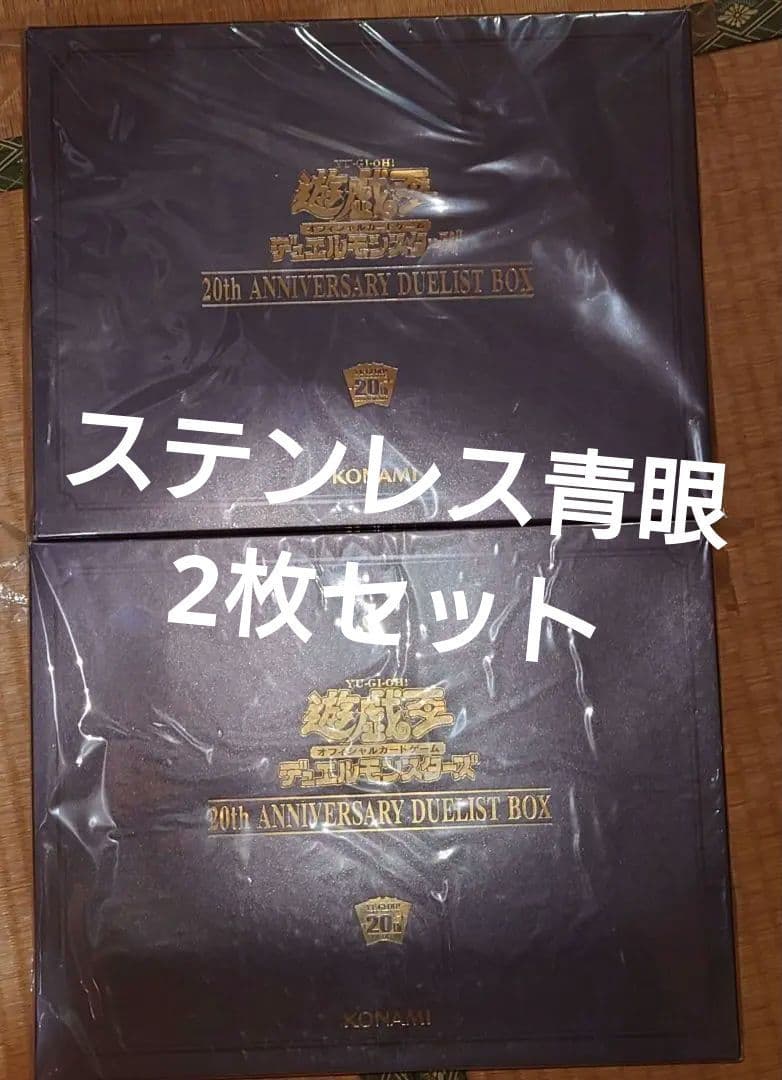 YU-GI-OH!
遊戯王
オフィシャルカードゲーム
デュエルモンスターズ
20th ANNIVERSARY DUELIST BOX
20th
KONAMI
ステンレス青眼
2枚セット
YU-GI-OH!
遊戯王
オフィシャルカードゲーム
デュエルモンスターズ
20th ANNIVERSARY DUELIST BOX
YU-GI-OH!
20th
KONAMI